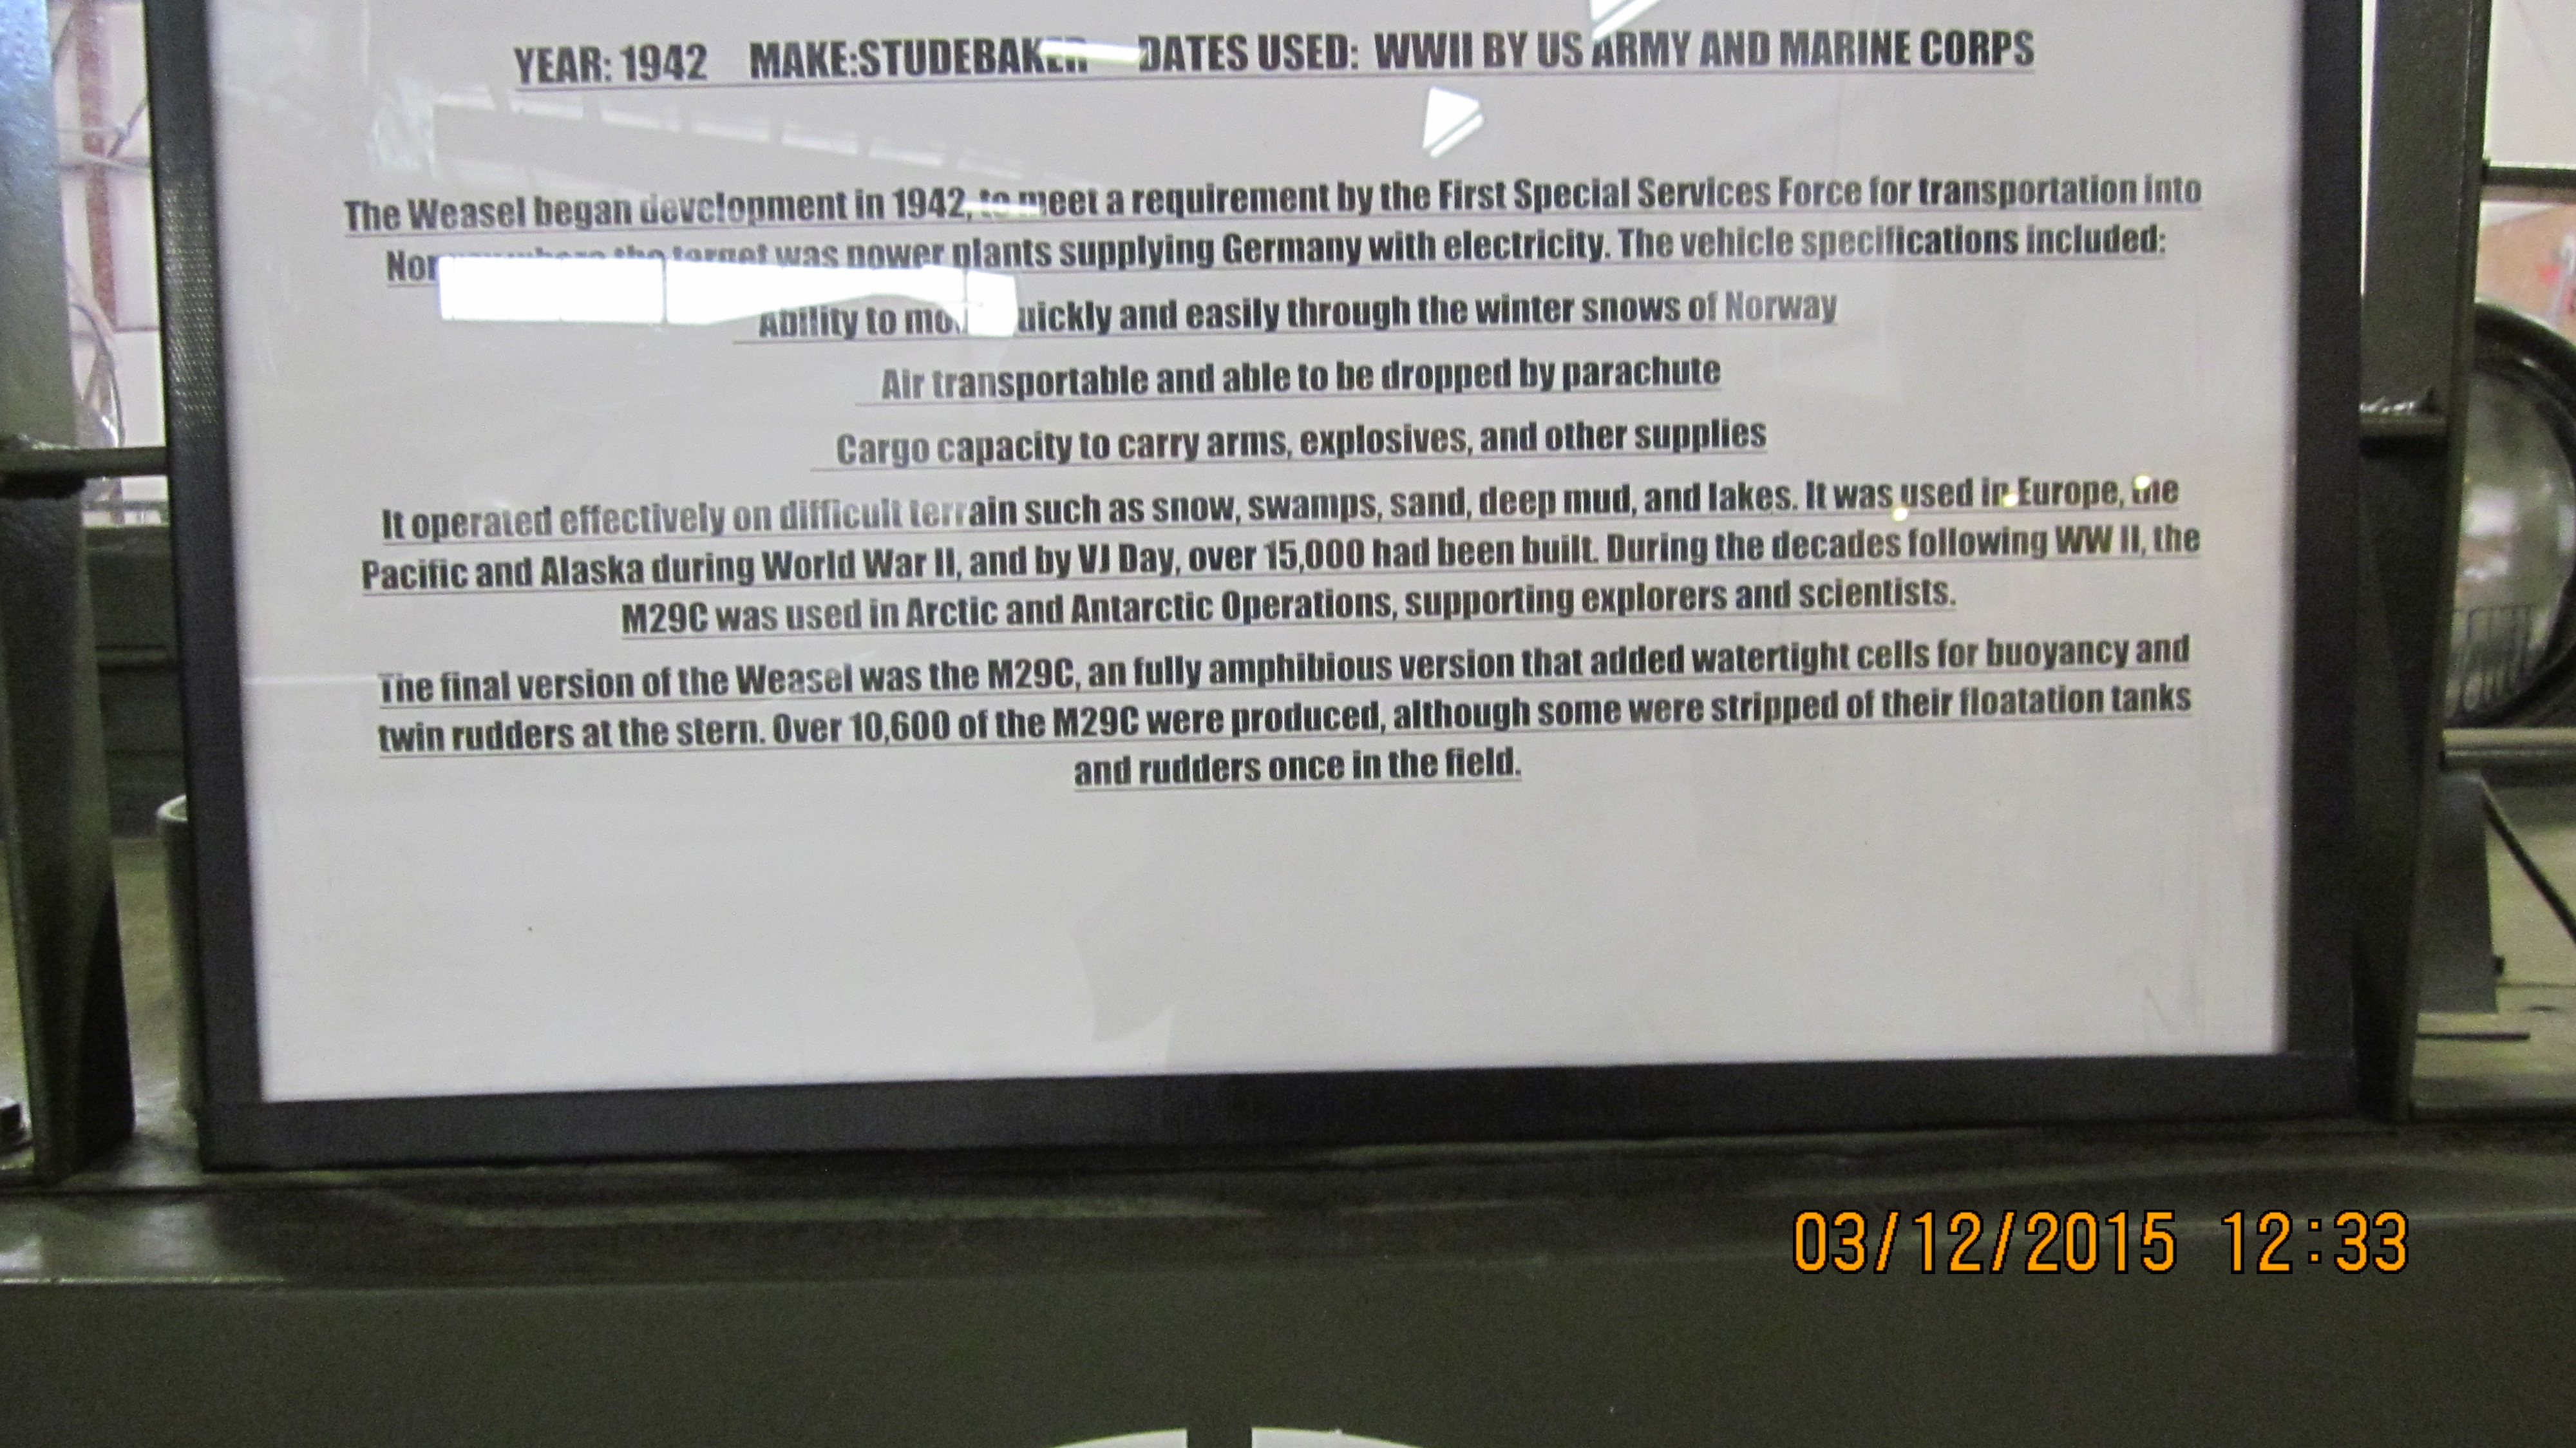 YEAR: 1942 MAKE:STUDEBAKER DATES USED: WWII BY US ARMY AND MARINE CORPS
The Weasel began development in 1942, to meet a requirement by the First Special Services Force for transportation into
Norway where the target was power plants supplying Germany with electricity. The vehicle specifications included:
Ability to move quickly and easily through the winter snows of Norway
Air transportable and able to be dropped by parachute
Cargo capacity to carry arms, explosives, and other supplies
It operated effectively on difficult terrain such as snow, swamps, sand, deep mud, and lakes. It was used in Europe, the
Pacific and Alaska during World War II, and by VJ Day, over 15,000 had been built. During the decades following WW II, the
M29C was used in Arctic and Antarctic Operations, supporting explorers and scientists.
The final version of the Weasel was the M29C, an fully amphibious version that added watertight cells for buoyancy and
twin rudders at the stern. Over 10,600 of the M29C were produced, although some were stripped of their floatation tanks
and rudders once in the field.
03/12/2015 12:33